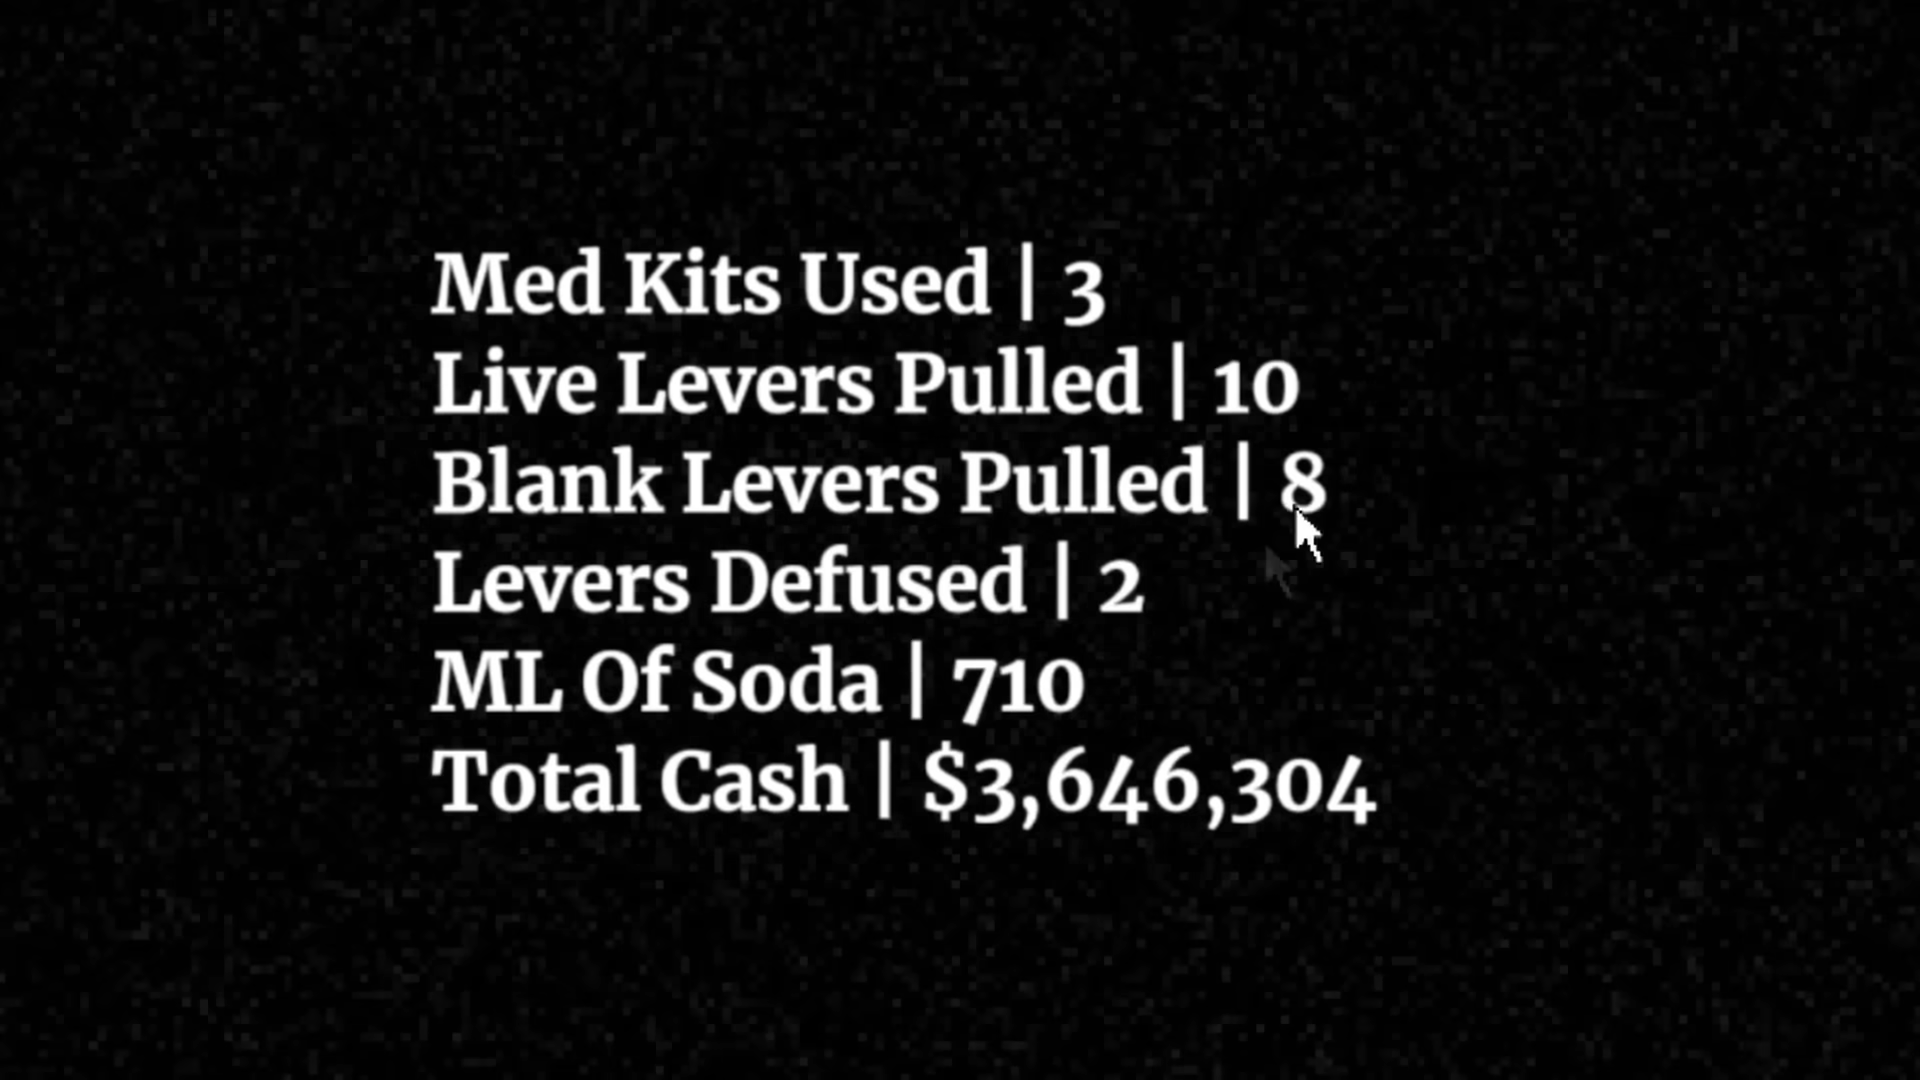 Med Kits Used | 3
Live Levers Pulled | 10
Blank Levers Pulled | 8
Levers Defused | 2
ML Of Soda | 710
Total Cash | $3,646,304